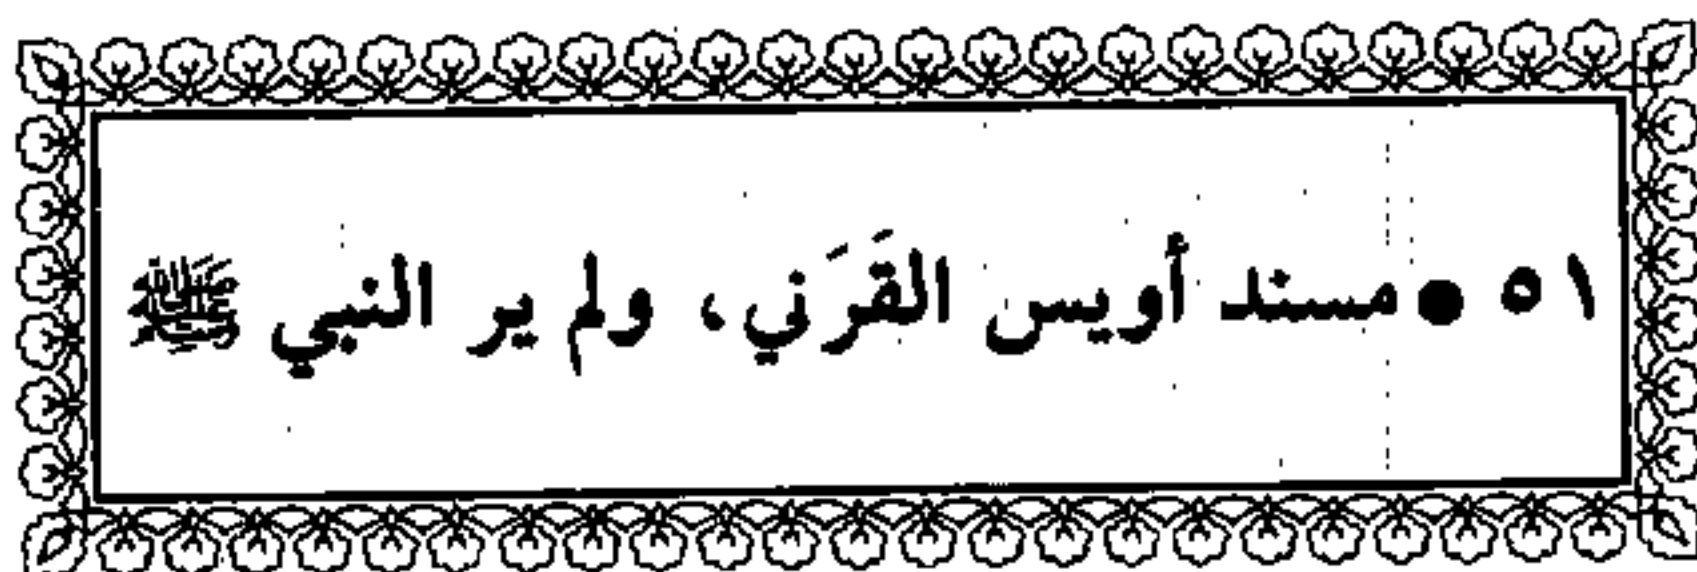 ٥١ ● مسند أويس القَرَني، ولم ير النبي ﷺ